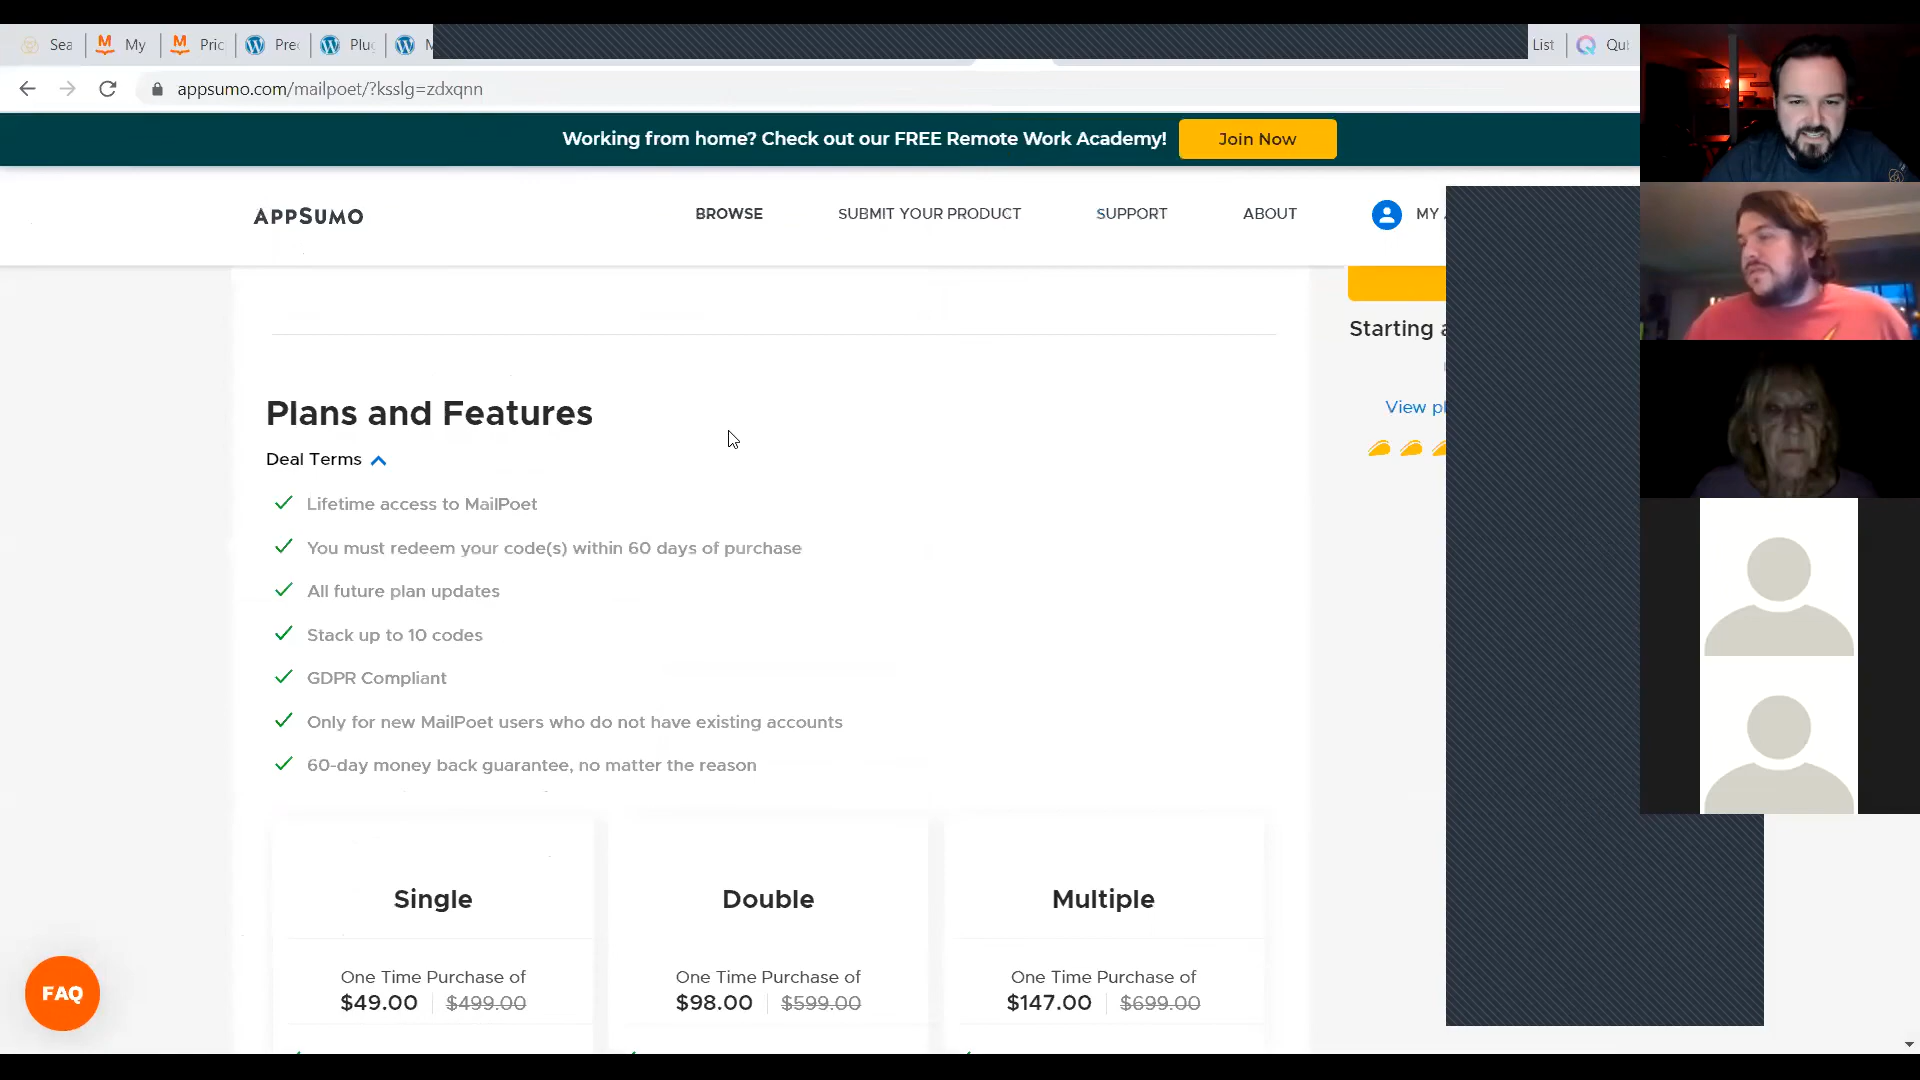 Sea
My
Pric
Pre
Plu
List
Qu
appsumo.com/mailpoet/?ksslg=zdxqnn
Working from home? Check out our FREE Remote Work Academy!
Join Now
APPSUMO
BROWSE
SUBMIT YOUR PRODUCT
SUPPORT
ABOUT
MY
Starting
View pl
Plans and Features
Deal Terms
Lifetime access to MailPoet
You must redeem your code(s) within 60 days of purchase
All future plan updates
Stack up to 10 codes
GDPR Compliant
Only for new MailPoet users who do not have existing accounts
60-day money back guarantee, no matter the reason
Single
Double
Multiple
One Time Purchase of
$49.00 $499.00
One Time Purchase of
$98.00 $599.00
One Time Purchase of
$147.00 $699.00
FAQ